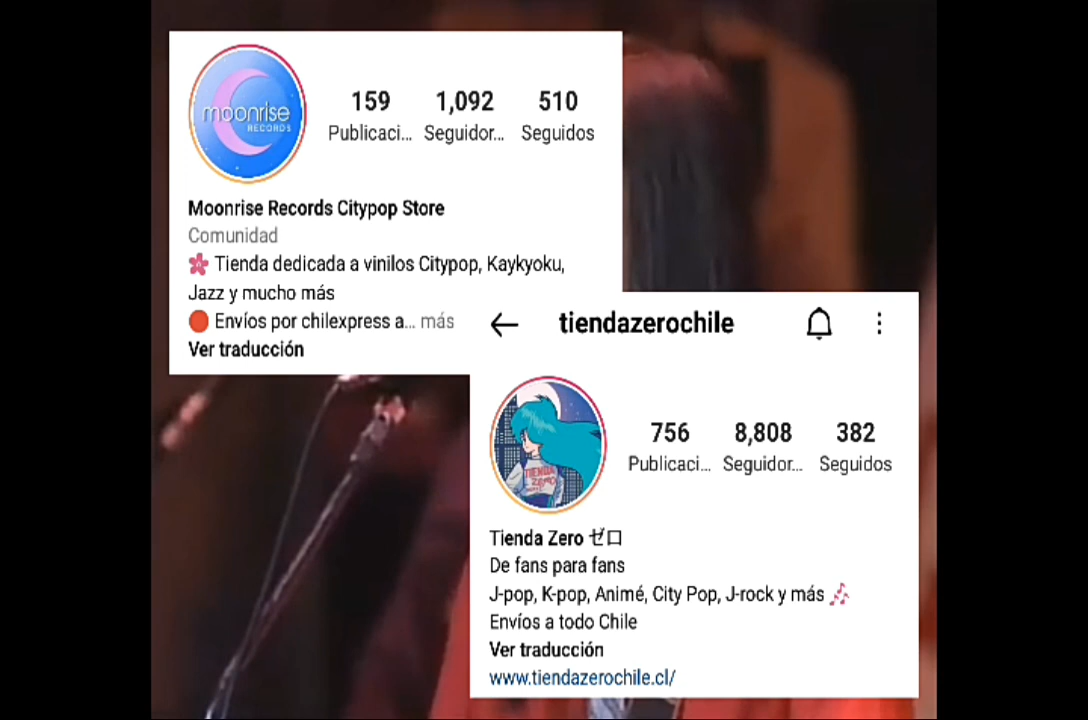 moonrise
RECORDS
159 1,092 510
Publicaci... Seguidor... Seguidos
Moonrise Records Citypop Store
Comunidad
Tienda dedicada a vinilos Citypop, Kaykyoku,
Jazz y mucho más
Envíos por chilexpress a... más
Ver traducción
tiendazerochile
TIENDA
ZERO
756 8,808 382
Publicaci... Seguidor... Seguidos
Tienda Zero ゼロ
De fans para fans
J-pop, K-pop, Animé, City Pop, J-rock y más
Envíos a todo Chile
Ver traducción
www.tiendazerochile.cl/